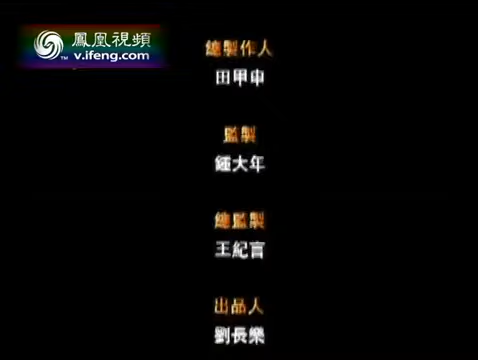 鳳凰視頻
v.ifeng.com
TM
總製作人
田甲申
監製
鍾大年
總監製
王紀言
出品人
劉長樂